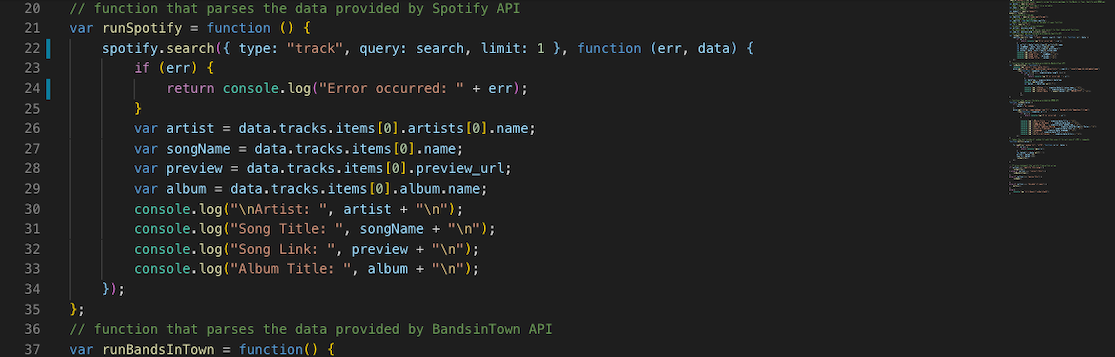 20 // function that parses the data provided by Spotify API
21 var runSpotify = function () {
22 spotify.search({ type: "track", query: search, limit: 1 }, function (err, data) {
23 if (err) {
24 return console.log("Error occurred: " + err);
25 }
26 var artist = data.tracks.items[0].artists[0].name;
27 var songName = data.tracks.items[0].name;
28 var preview = data.tracks.items[0].preview_url;
29 var album = data.tracks.items[0].album.name;
30 console.log("\nArtist: ", artist + "\n");
31 console.log("Song Title: ", songName + "\n");
32 console.log("Song Link: ", preview + "\n");
33 console.log("Album Title: ", album + "\n");
34 });
35 };
36 // function that parses the data provided by BandsinTown API
37 var runBandsInTown = function() {